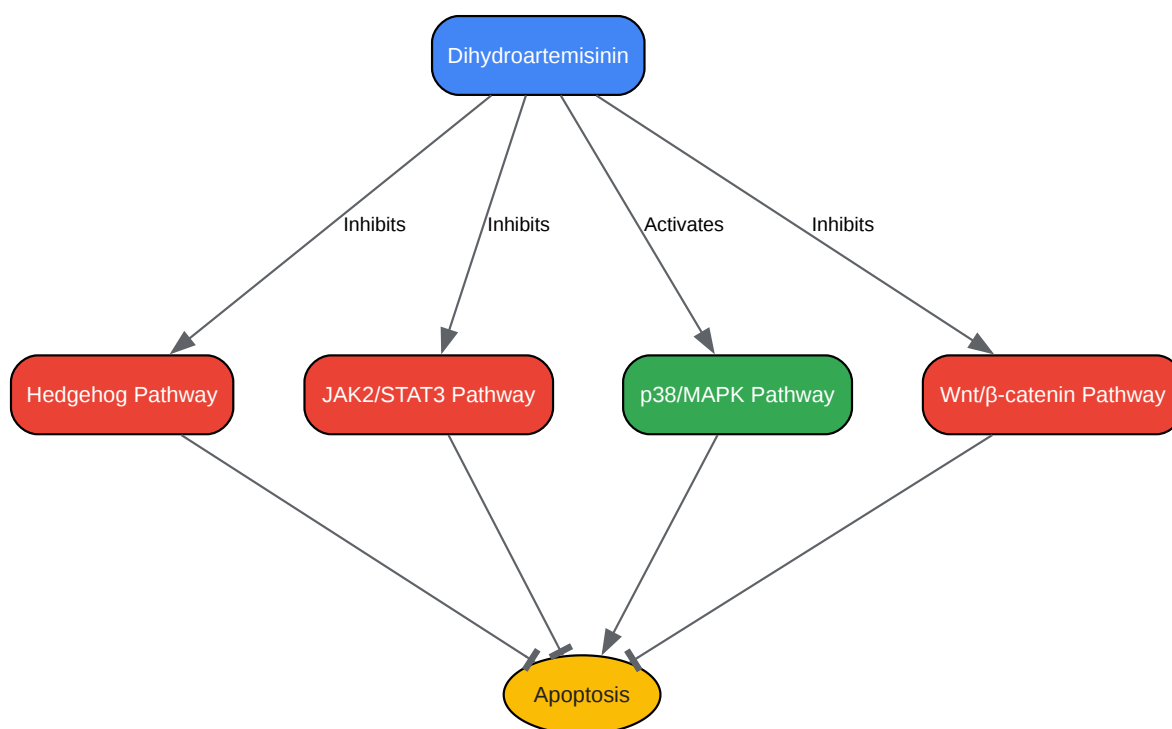 Dihydroartemisinin
Inhibits
Inhibits
Activates
Inhibits
Hedgehog Pathway
JAK2/STAT3 Pathway
p38/MAPK Pathway
Wnt/β-catenin Pathway
Apoptosis